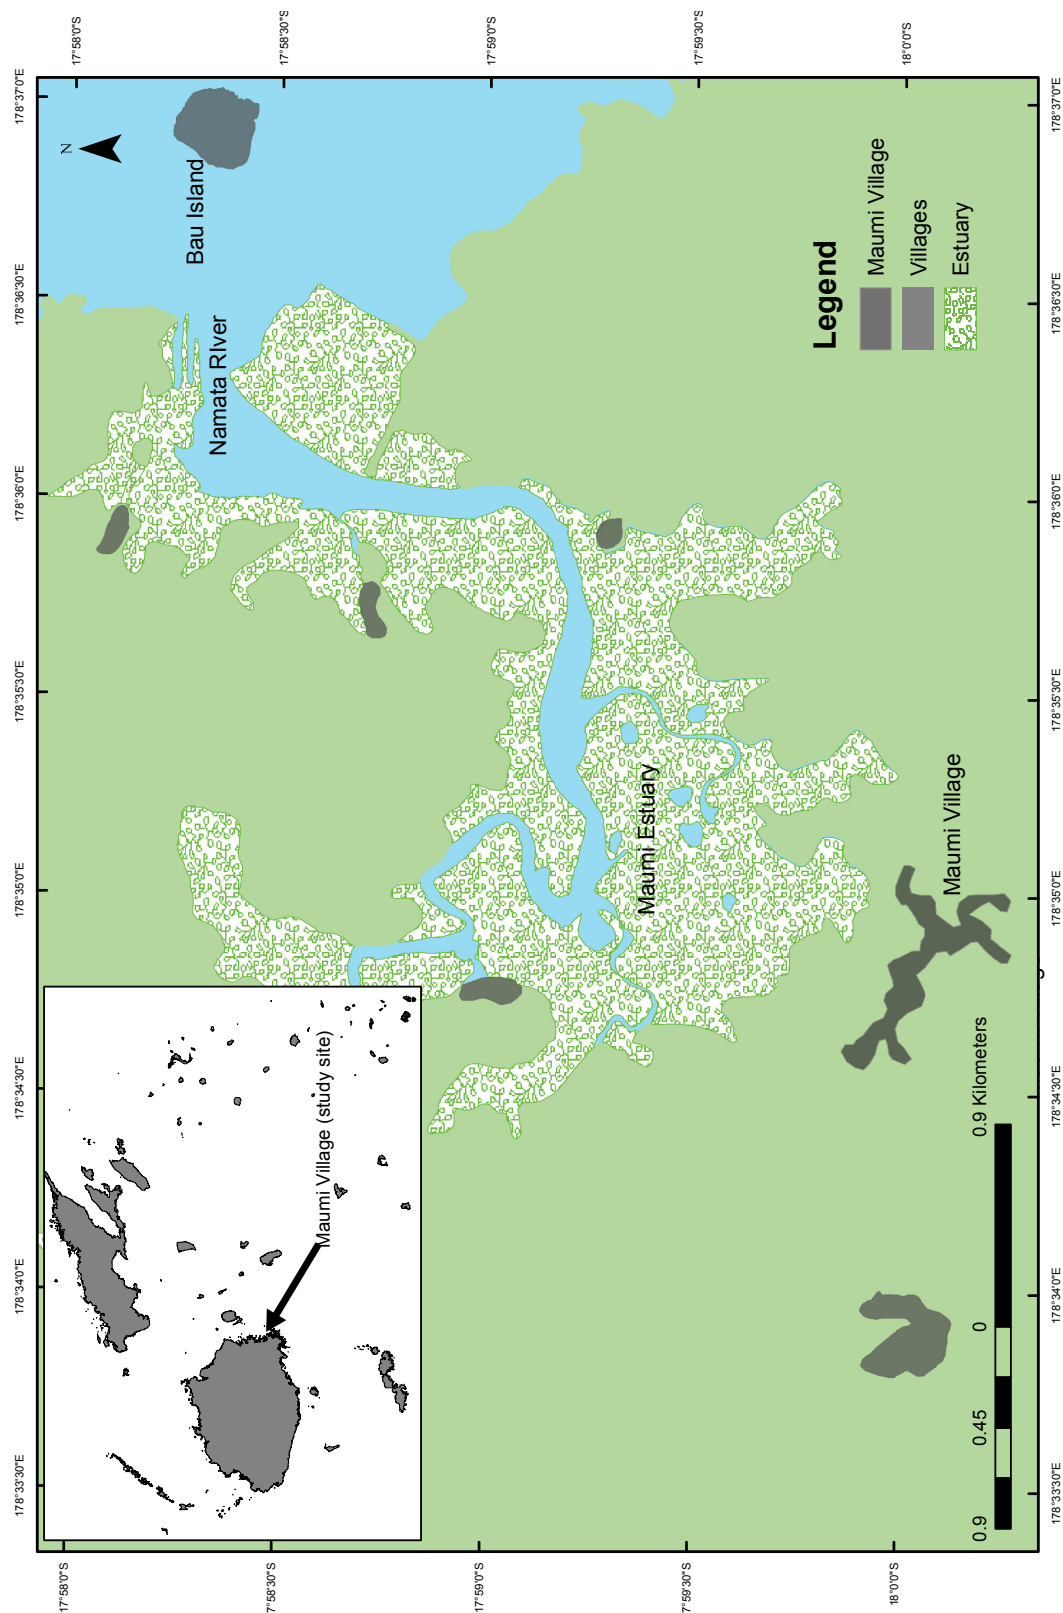 178°33'30"E
178°34'0"E
178°34'30"E
178°35'0"E
178°35'30"E
178°36'0"E
178°36'30"E
178°37'0"E
17°58'0"S
17°58'0"S
N
Bau Island
Namata RIver
17°58'30"S
17°58'30"S
Maumi Village (study site)
17°59'0"S
17°59'0"S
Maumi Estuary
7°59'30"S
17°59'30"S
Legend
Maumi Village
Villages
Estuary
18°0'0"S
18°0'0"S
Maumi Village
0.9 0.45 0 0.9 Kilometers
178°33'30"E
178°34'0"E
178°34'30"E
178°35'0"E
178°35'30"E
178°36'0"E
178°36'30"E
178°37'0"E